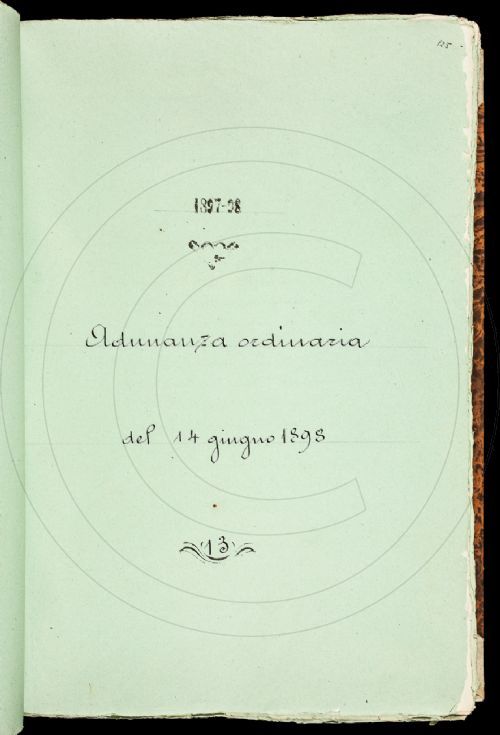 125
1897-98
Adunanza ordinaria
del 14 giugno 1898
13